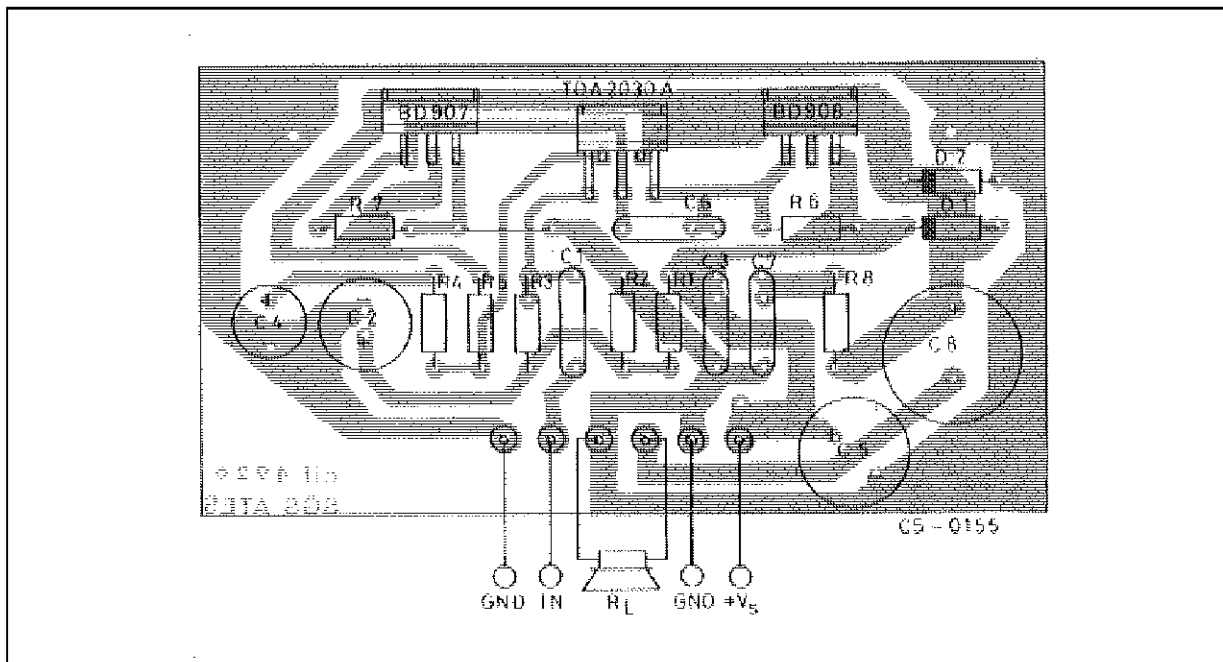 TDA2030A
BD907 BD908
D2
R7 C6 R6 D1
C1 C3 C7
R4 R5 R3 R2 R1 R8
C4 C2 C8
C5
CS-0155
GND IN RL GND +Vs